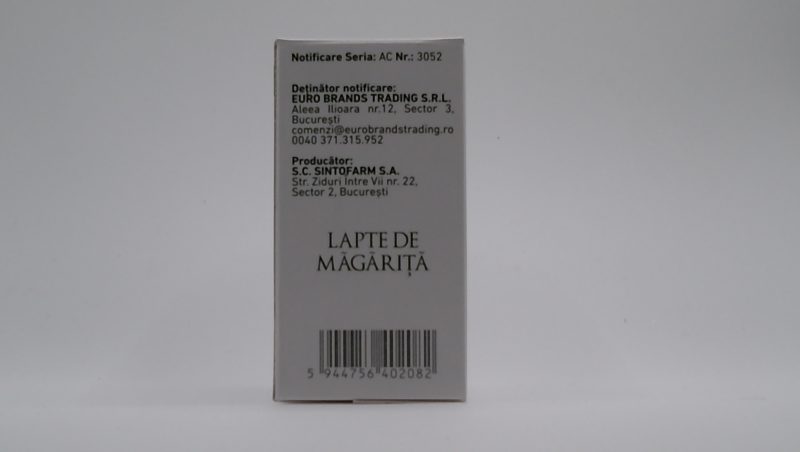 Notificare Seria: AC Nr.: 3052
Deținător notificare:
EURO BRANDS TRADING S.R.L.
Aleea Ilioara nr.12, Sector 3,
București
comenzi@eurobrandstrading.ro
0040 371.315.952
Producător:
S.C. SINTOFARM S.A.
Str. Ziduri Între Vii nr. 22,
Sector 2, București
LAPTE DE
MĂGĂRIȚĂ
5 944756 402082